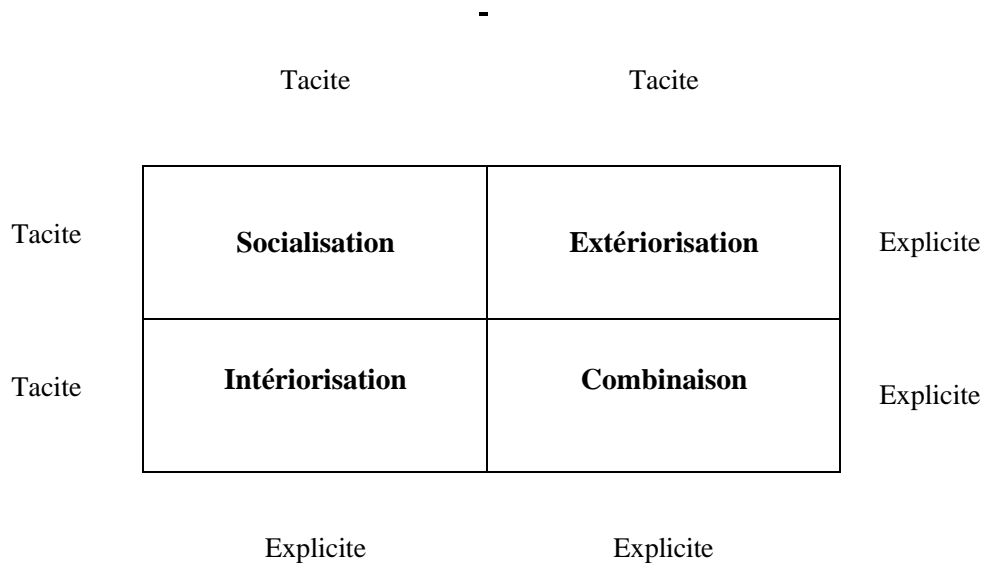 -
Tacite Tacite
Tacite Socialisation Extériorisation Explicite
Tacite Intériorisation Combinaison Explicite
Explicite Explicite